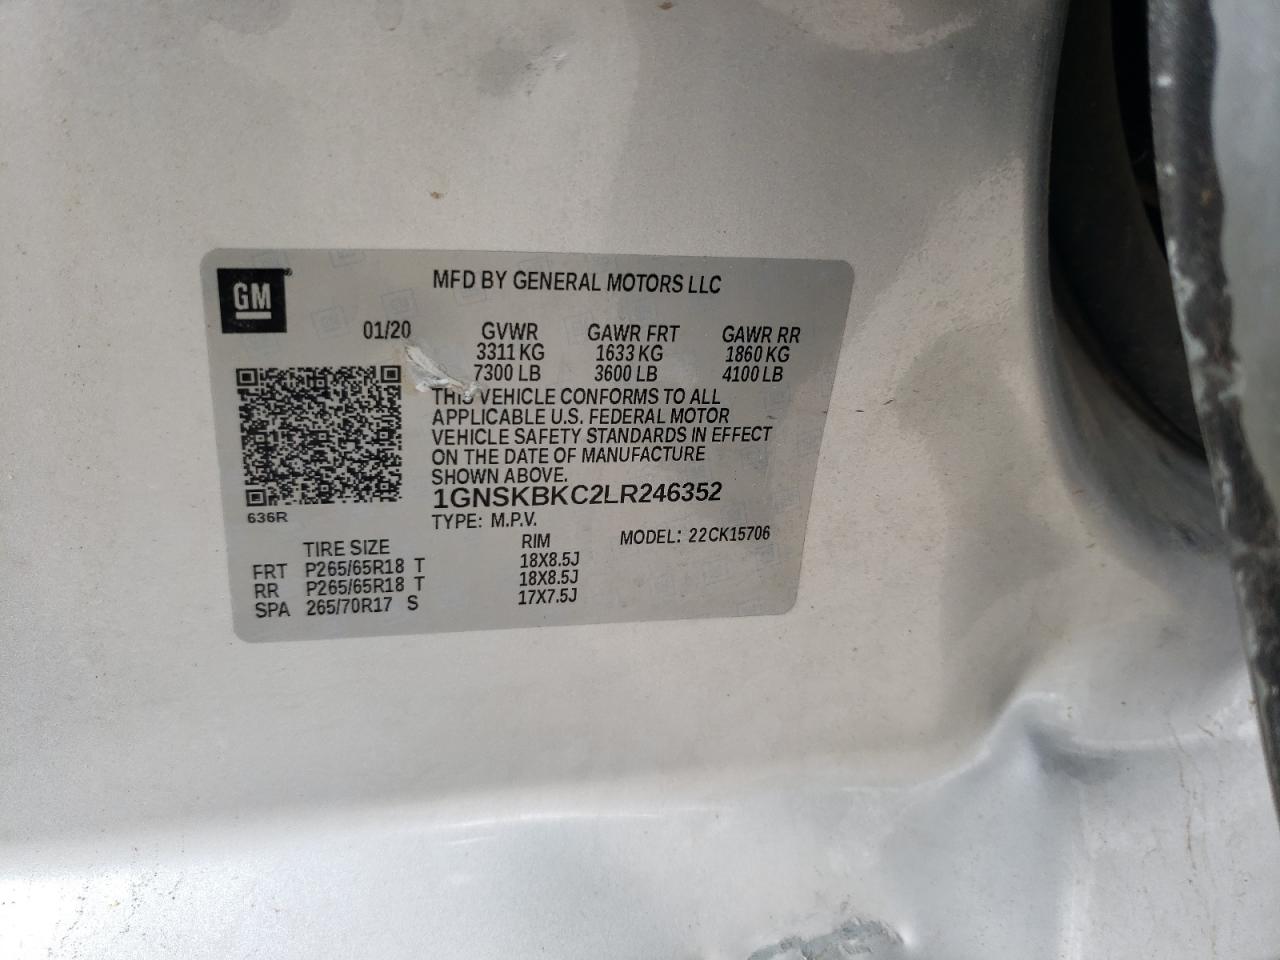 GM
MFD BY GENERAL MOTORS LLC
01/20 GVWR GAWR FRT GAWR RR
3311 KG 1633 KG 1860 KG
7300 LB 3600 LB 4100 LB
THIS VEHICLE CONFORMS TO ALL
APPLICABLE U.S. FEDERAL MOTOR
VEHICLE SAFETY STANDARDS IN EFFECT
ON THE DATE OF MANUFACTURE
SHOWN ABOVE.
1GNSKBKC2LR246352
636R
TYPE: M.P.V.
MODEL: 22CK15706
TIRE SIZE RIM
FRT P265/65R18 T 18X8.5J
RR P265/65R18 T 18X8.5J
SPA 265/70R17 S 17X7.5J